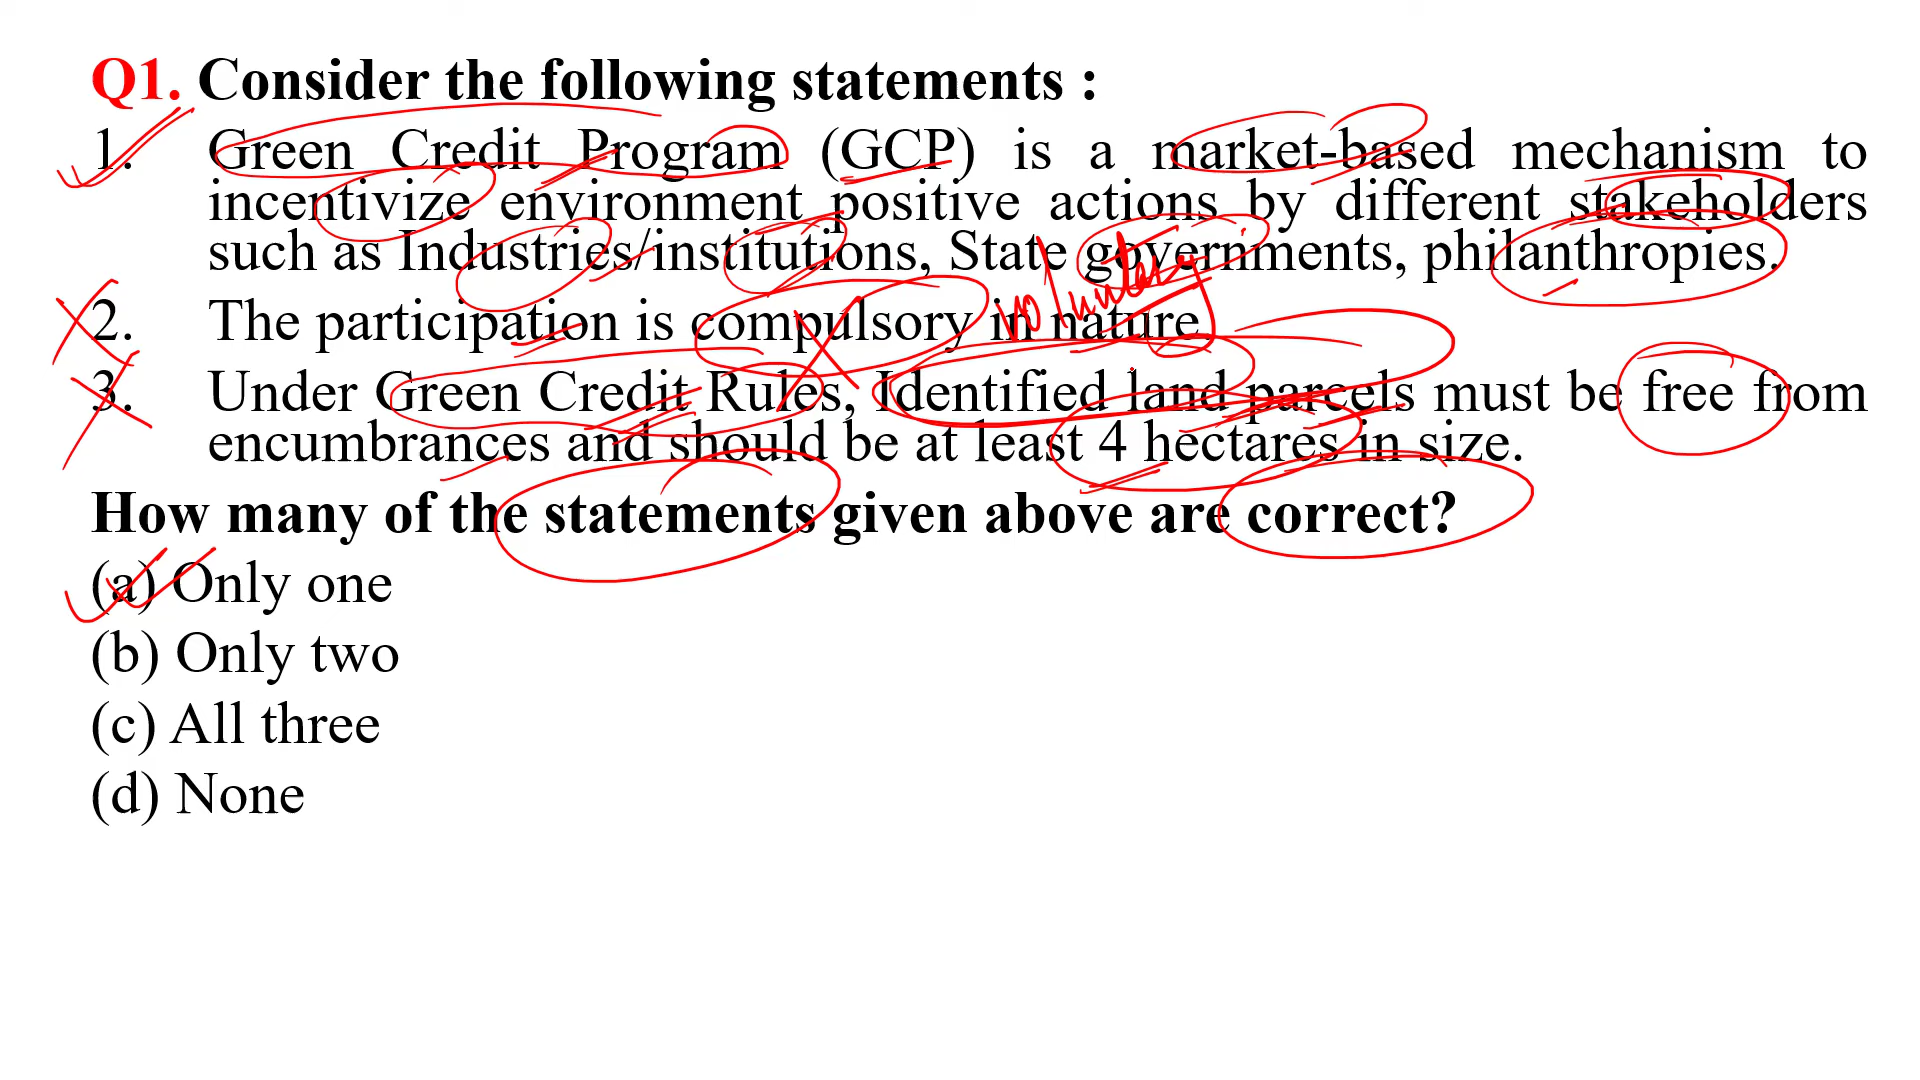 Q1. Consider the following statements :
1. Green Credit Program (GCP) is a market-based mechanism to
incentivize environment positive actions by different stakeholders
such as Industries/institutions, State governments, philanthropies.
voluntary
2. The participation is compulsory in nature.
3. Under Green Credit Rules, Identified land parcels must be free from
encumbrances and should be at least 4 hectares in size.
How many of the statements given above are correct?
(a) Only one
(b) Only two
(c) All three
(d) None